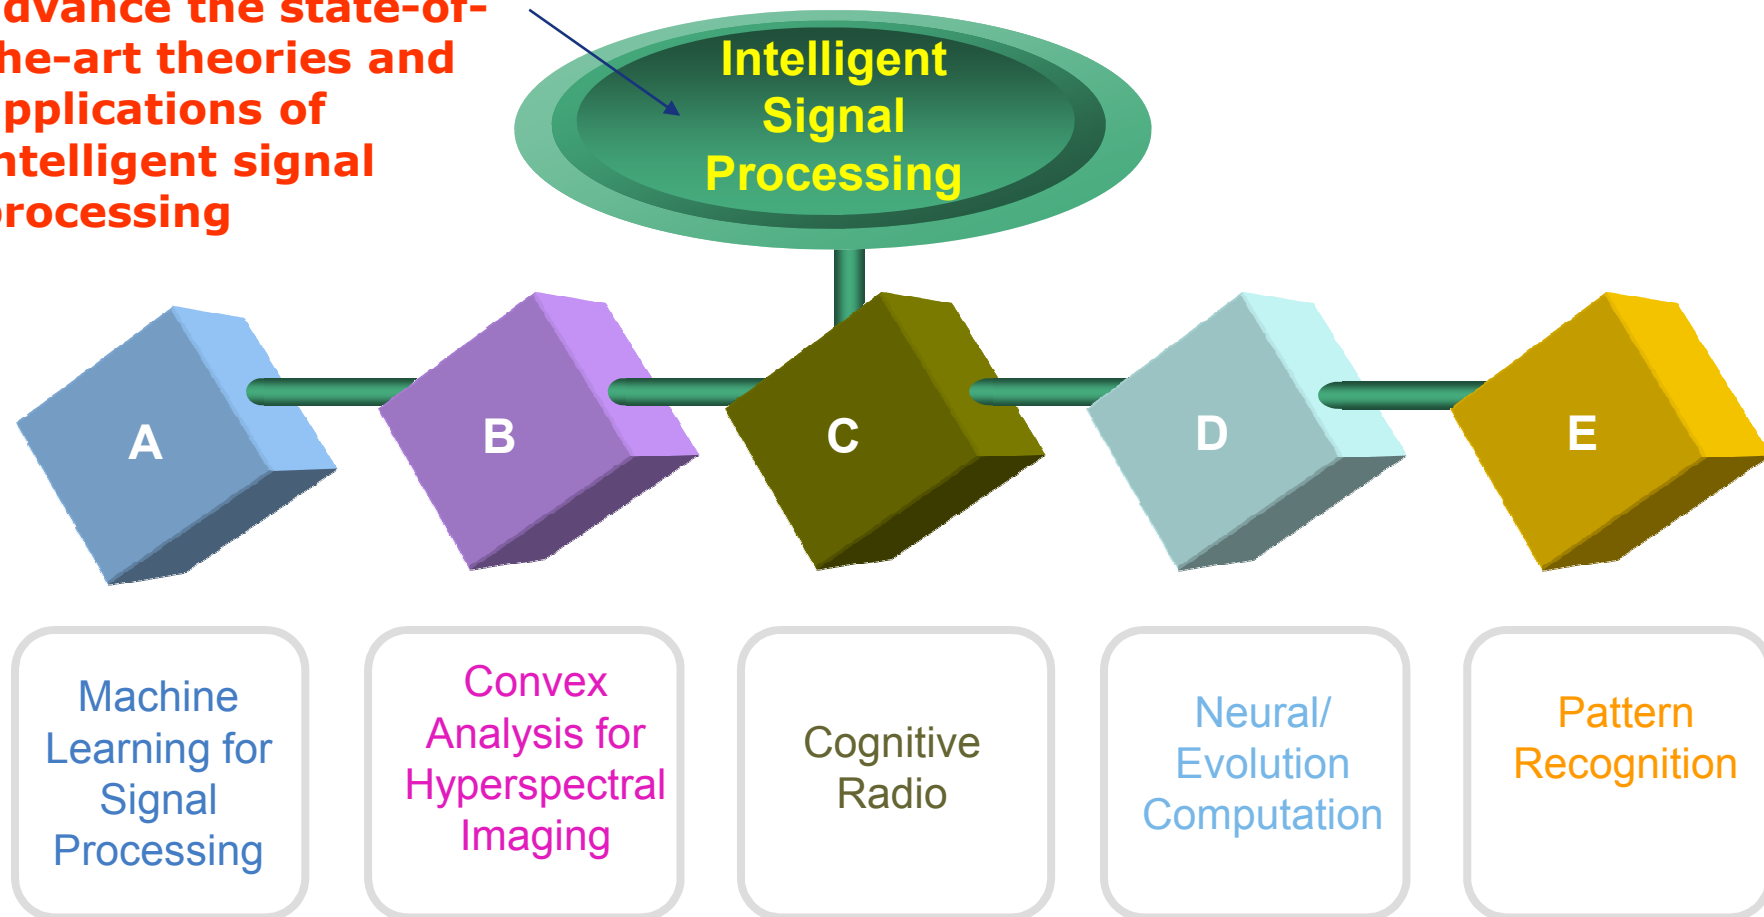 dvance the state-of-
he-art theories and
pplications of
ntelligent signal
rocessing
Intelligent
Signal
Processing
A
B
C
D
E
Machine
Learning for
Signal
Processing
Convex
Analysis for
Hyperspectral
Imaging
Cognitive
Radio
Neural/
Evolution
Computation
Pattern
Recognition